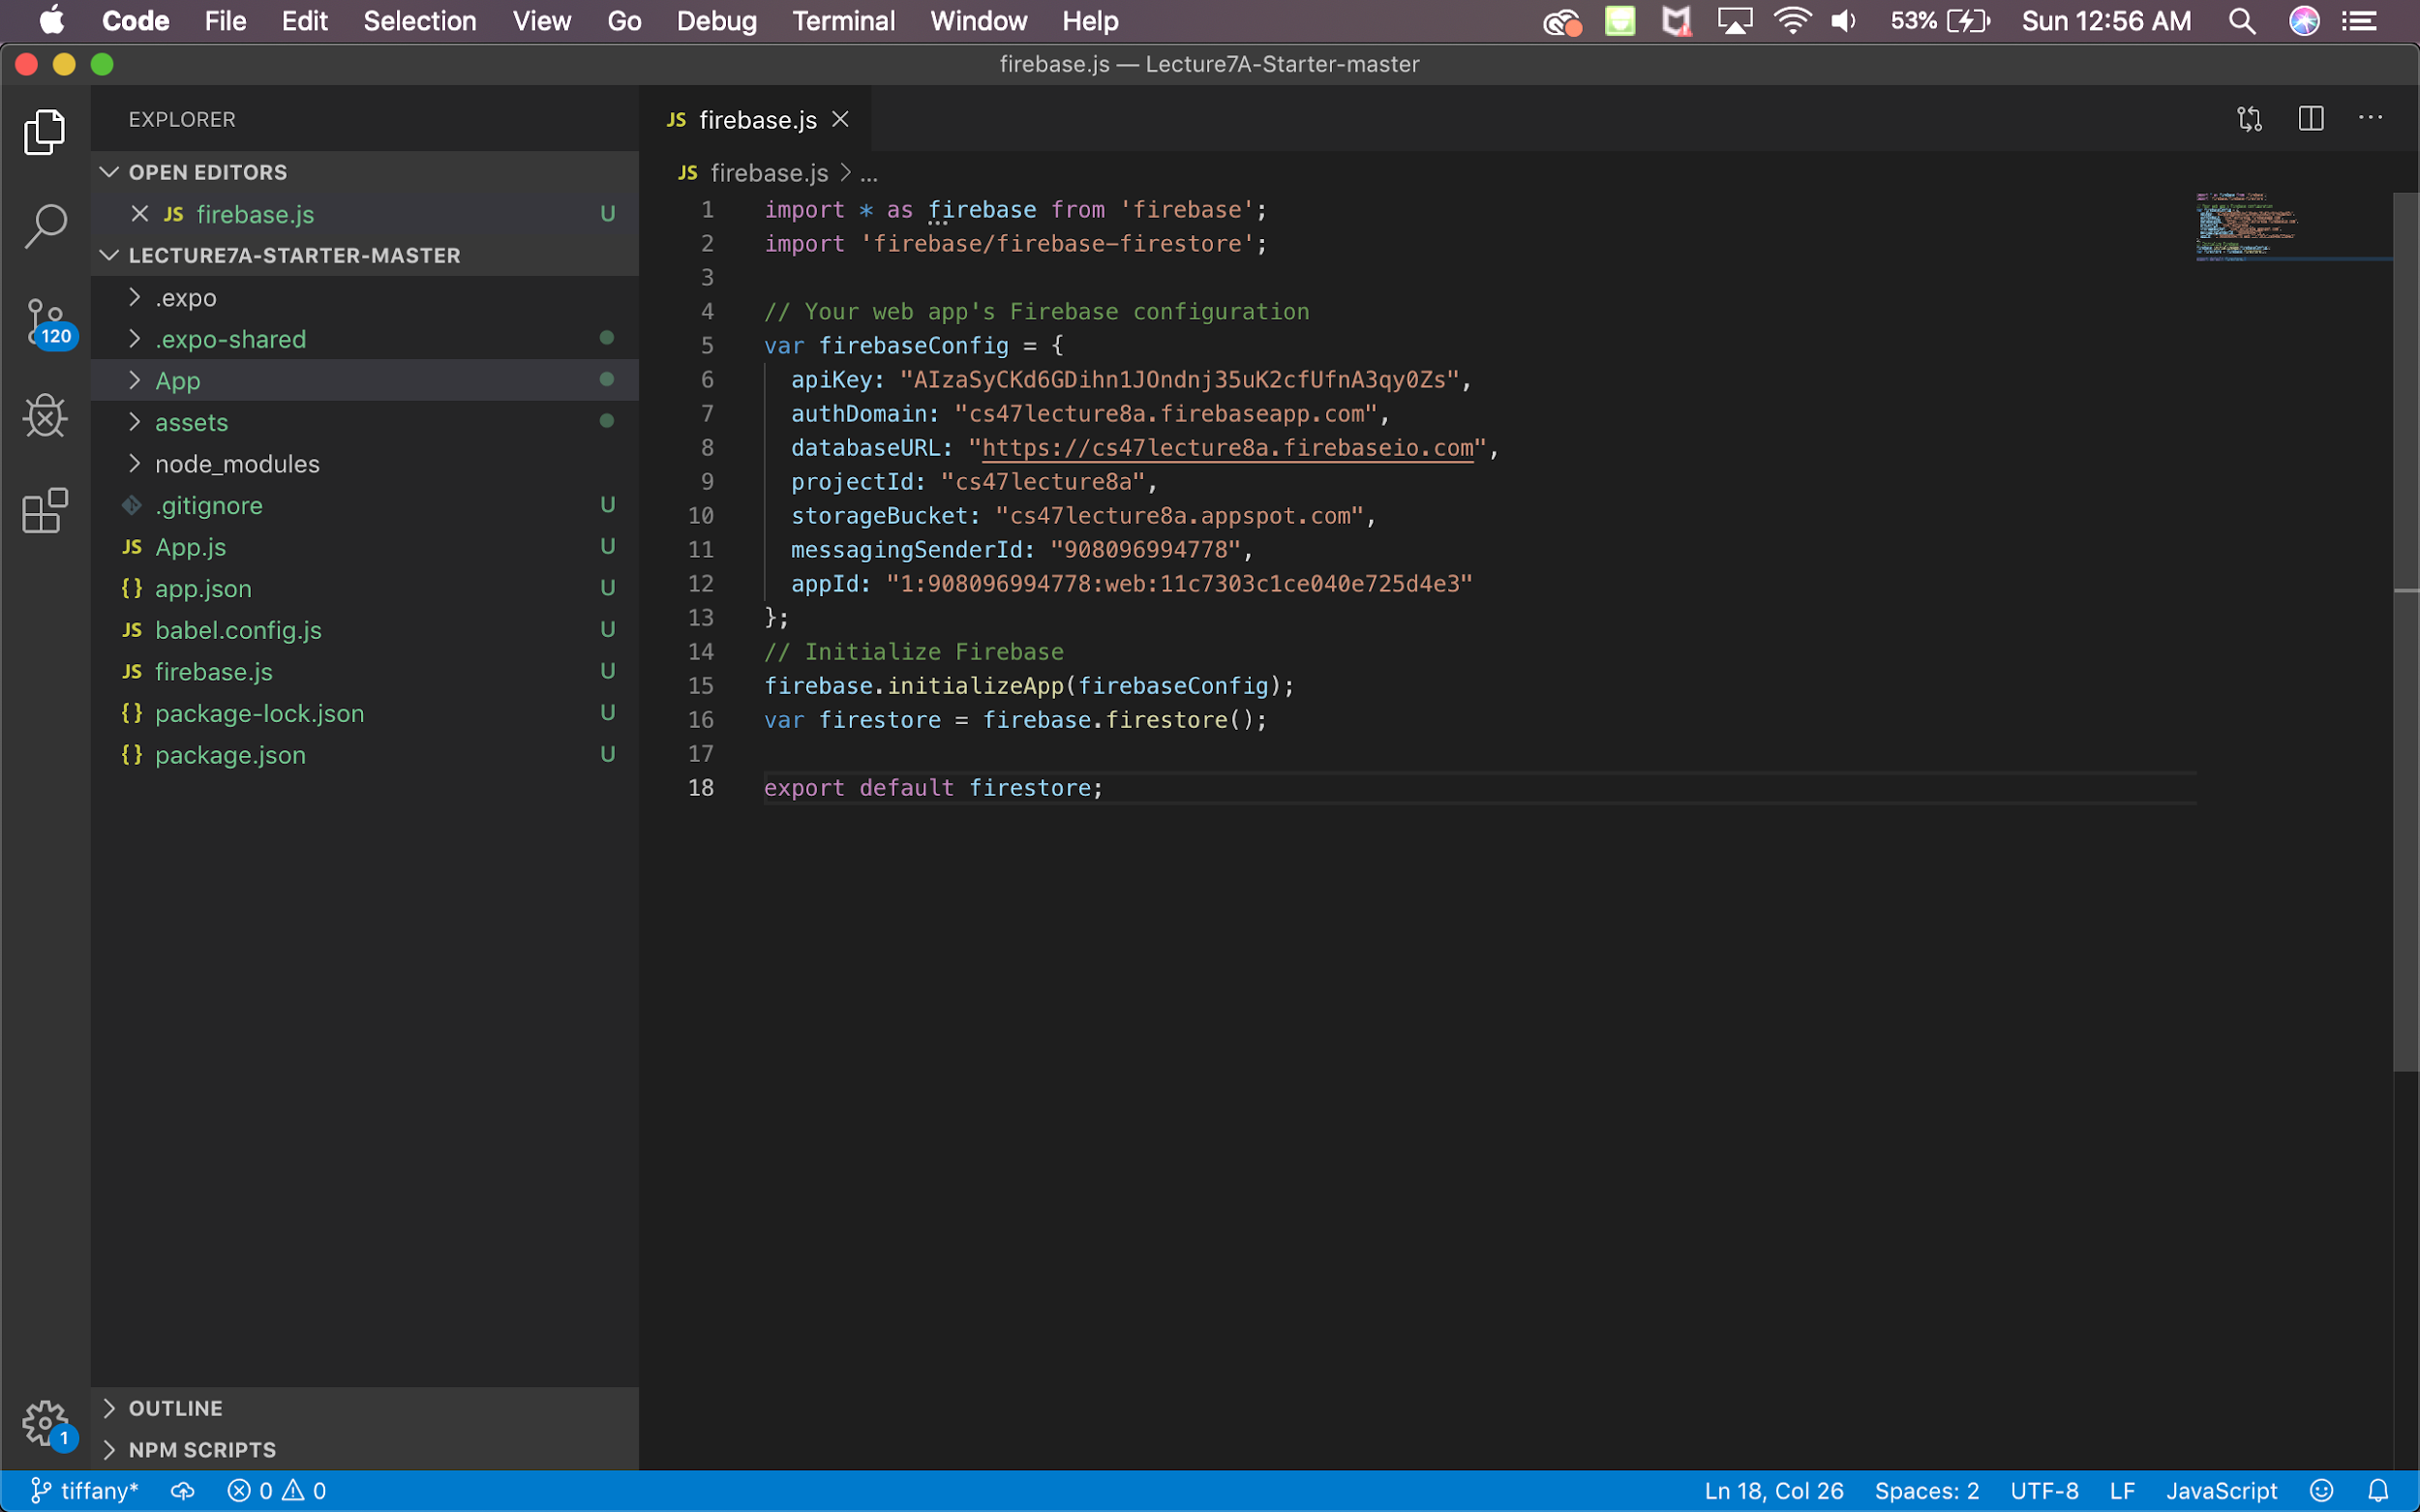 Code File Edit Selection View Go Debug Terminal Window Help 53% Sun 12:56 AM
firebase.js — Lecture7A-Starter-master
EXPLORER
OPEN EDITORS
JS firebase.js U
LECTURE7A-STARTER-MASTER
.expo
.expo-shared
App
assets
node_modules
.gitignore U
JS App.js U
{} app.json U
JS babel.config.js U
JS firebase.js U
{} package-lock.json U
{} package.json U
OUTLINE
NPM SCRIPTS
120
1
JS firebase.js
JS firebase.js > ...
1 import * as firebase from 'firebase';
2 import 'firebase/firebase-firestore';
3
4 // Your web app's Firebase configuration
5 var firebaseConfig = {
6 apiKey: "AIzaSyCKd6GDihn1JOndnj35uK2cfUfnA3qy0Zs",
7 authDomain: "cs47lecture8a.firebaseapp.com",
8 databaseURL: "https://cs47lecture8a.firebaseio.com",
9 projectId: "cs47lecture8a",
10 storageBucket: "cs47lecture8a.appspot.com",
11 messagingSenderId: "908096994778",
12 appId: "1:908096994778:web:11c7303c1ce040e725d4e3"
13 };
14 // Initialize Firebase
15 firebase.initializeApp(firebaseConfig);
16 var firestore = firebase.firestore();
17
18 export default firestore;
tiffany* 0 0 Ln 18, Col 26 Spaces: 2 UTF-8 LF JavaScript